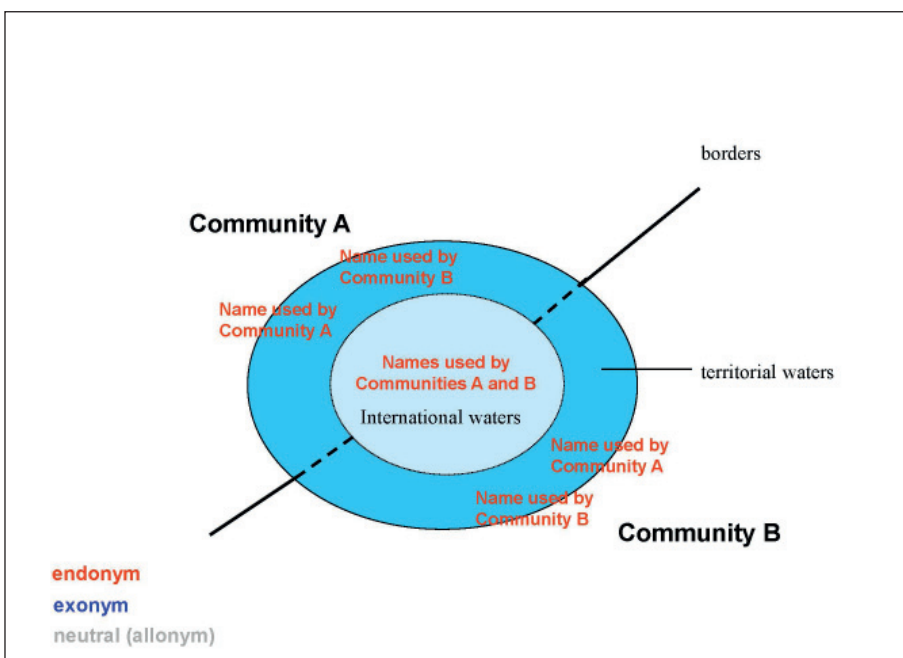 borders
Community A
Name used by
Community B
Name used by
Community A
Names used by
Communities A and B
territorial waters
International waters
Name used by
Community A
Name used by
Community B
Community B
endonym
exonym
neutral (allonym)